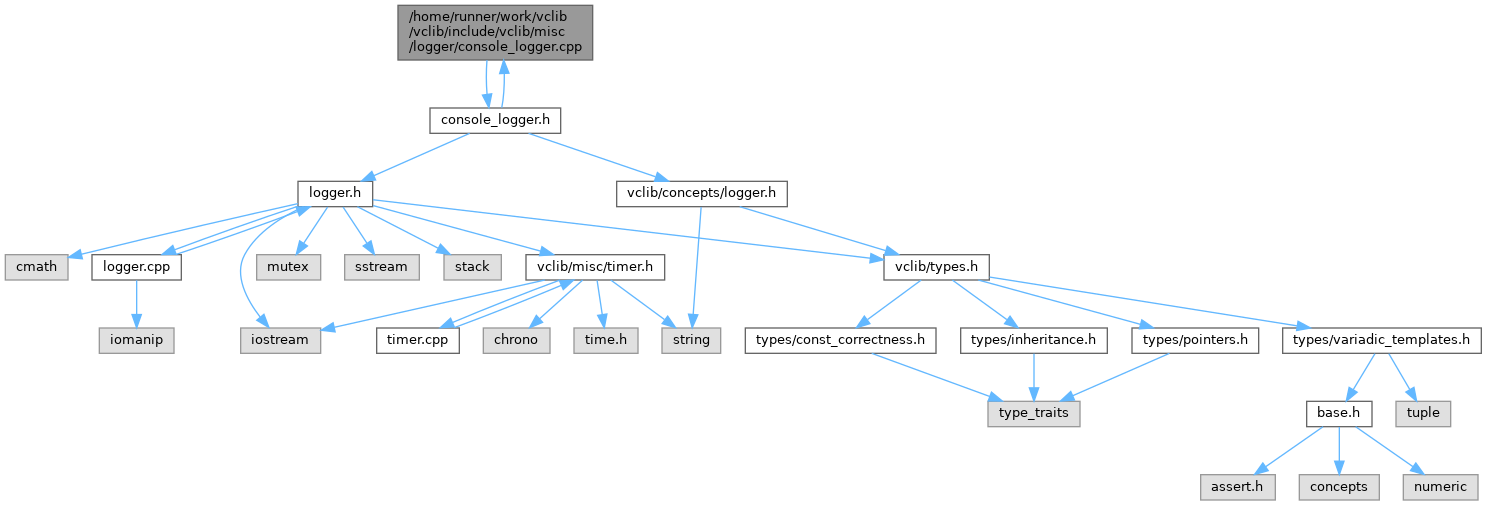 /home/runner/work/vclib
/vclib/include/vclib/misc
/logger/console_logger.cpp
console_logger.h
logger.h
vclib/concepts/logger.h
cmath
logger.cpp
mutex
sstream
stack
vclib/misc/timer.h
vclib/types.h
iomanip
iostream
timer.cpp
chrono
time.h
string
types/const_correctness.h
types/inheritance.h
types/pointers.h
types/variadic_templates.h
type_traits
base.h
tuple
assert.h
concepts
numeric